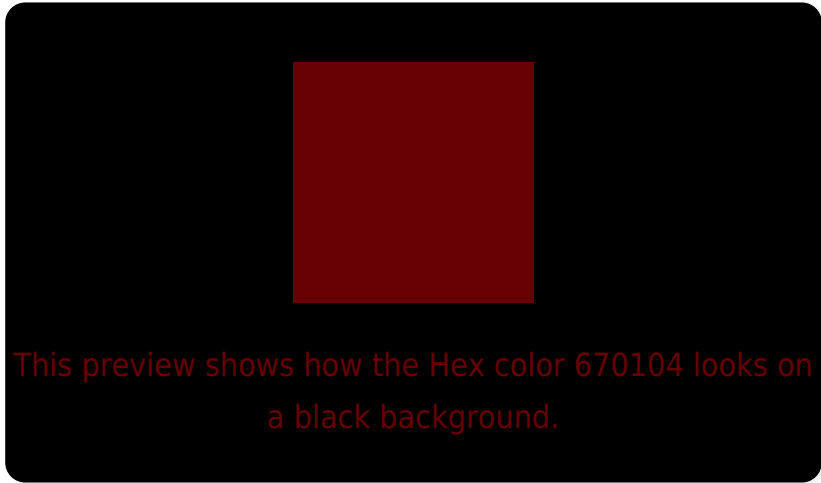 This preview shows how the Hex color 670104 looks on
a black background.